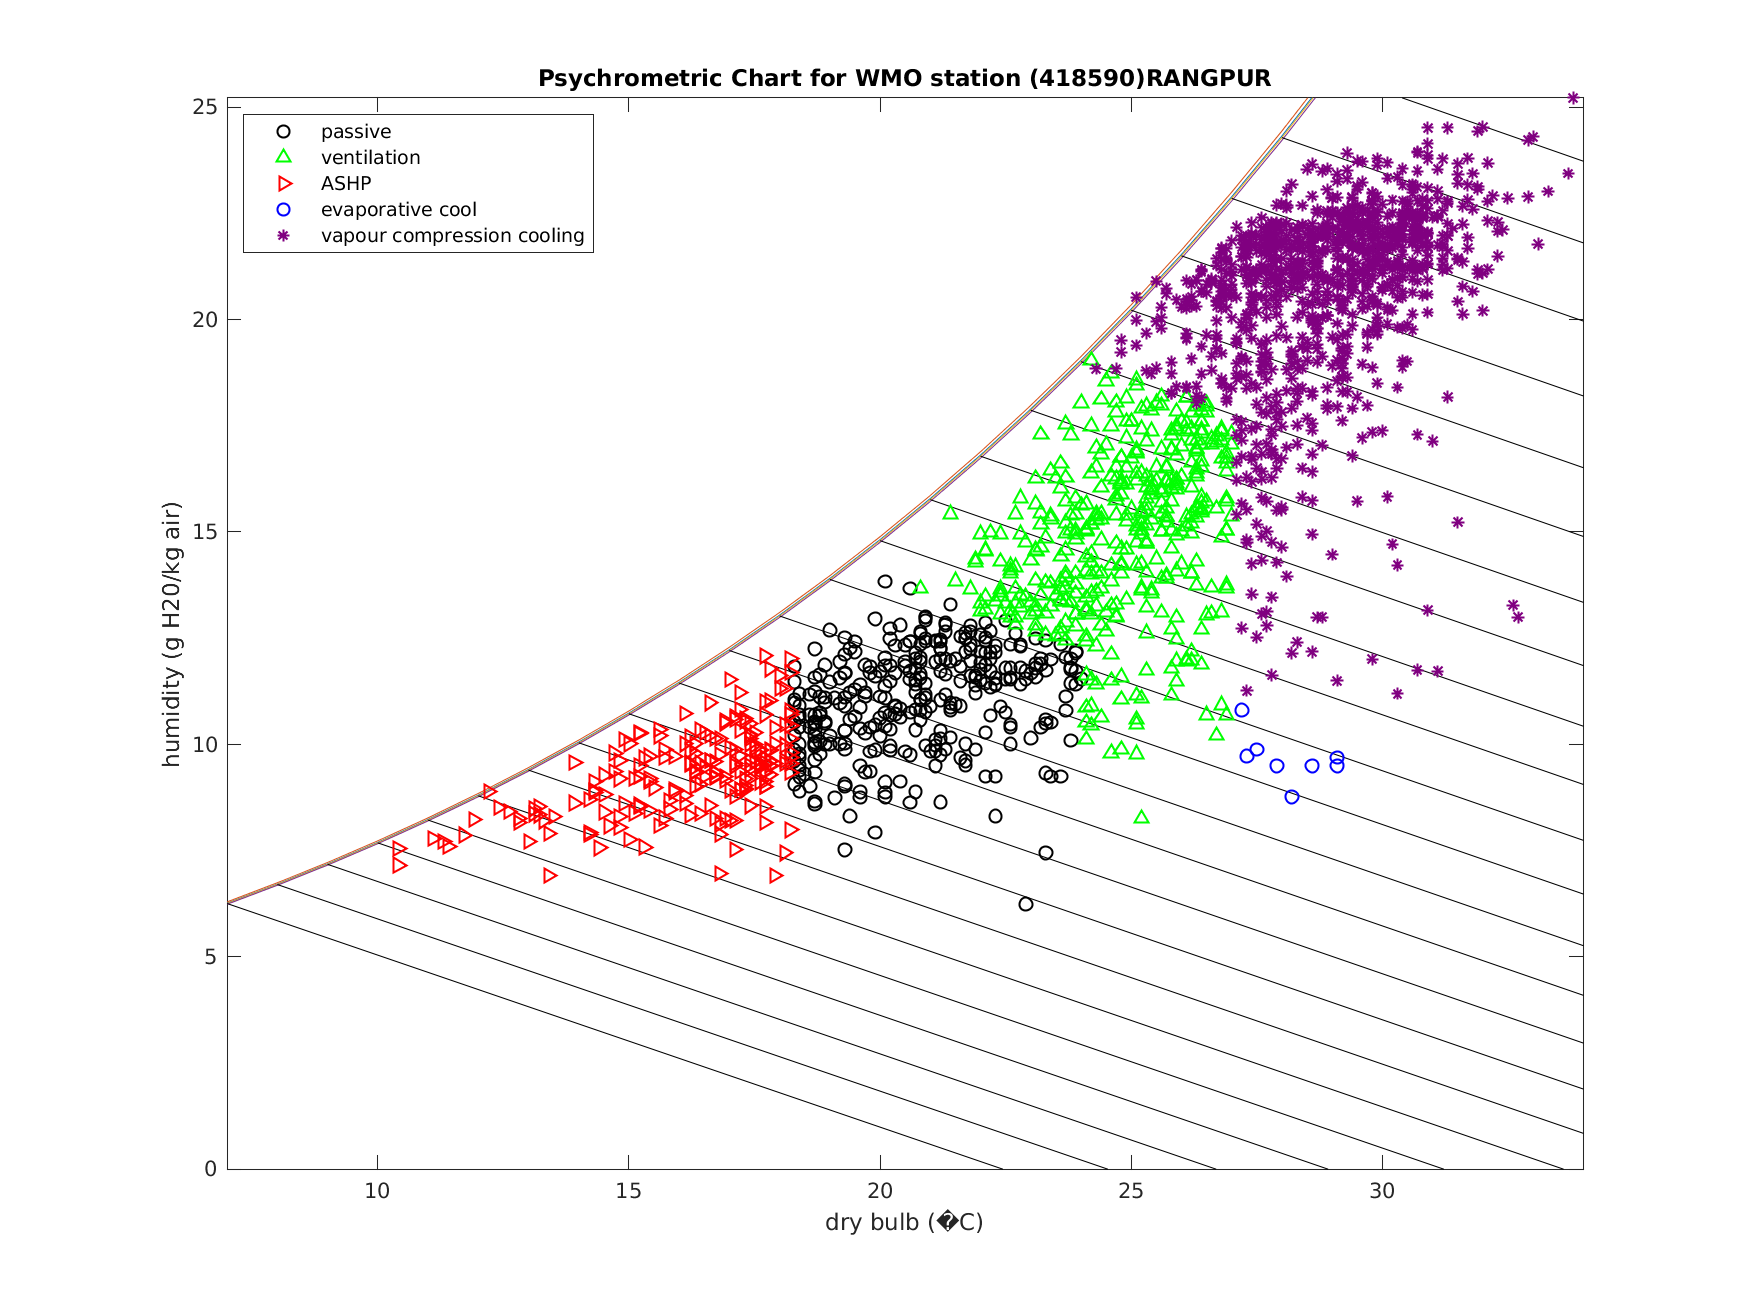 Psychrometric Chart for WMO station (418590)RANGPUR
passive
ventilation
ASHP
evaporative cool
vapour compression cooling
25
20
15
10
5
0
humidity (g H20/kg air)
10 15 20 25 30
dry bulb (�C)